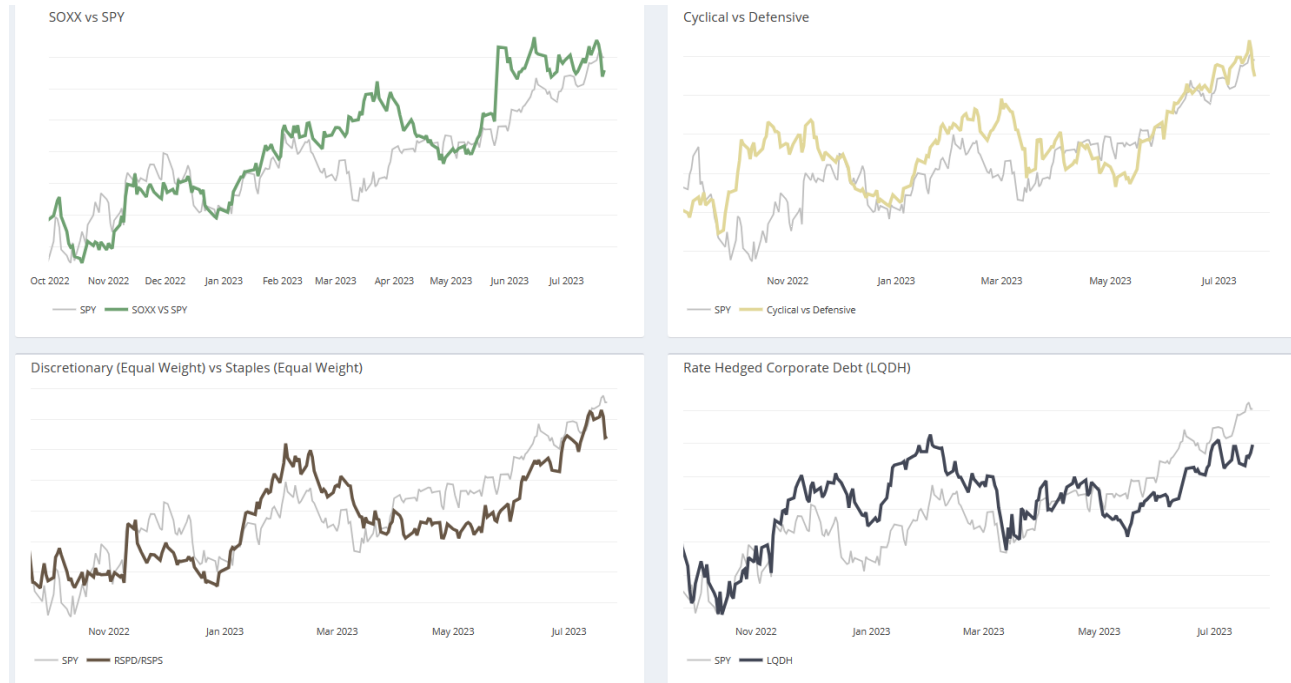 SOXX vs SPY
Oct 2022 Nov 2022 Dec 2022 Jan 2023 Feb 2023 Mar 2023 Apr 2023 May 2023 Jun 2023 Jul 2023
SPY SOXX VS SPY
Cyclical vs Defensive
Nov 2022 Jan 2023 Mar 2023 May 2023 Jul 2023
SPY Cyclical vs Defensive
Discretionary (Equal Weight) vs Staples (Equal Weight)
Nov 2022 Jan 2023 Mar 2023 May 2023 Jul 2023
SPY RSPD/RSPS
Rate Hedged Corporate Debt (LQDH)
Nov 2022 Jan 2023 Mar 2023 May 2023 Jul 2023
SPY LQDH